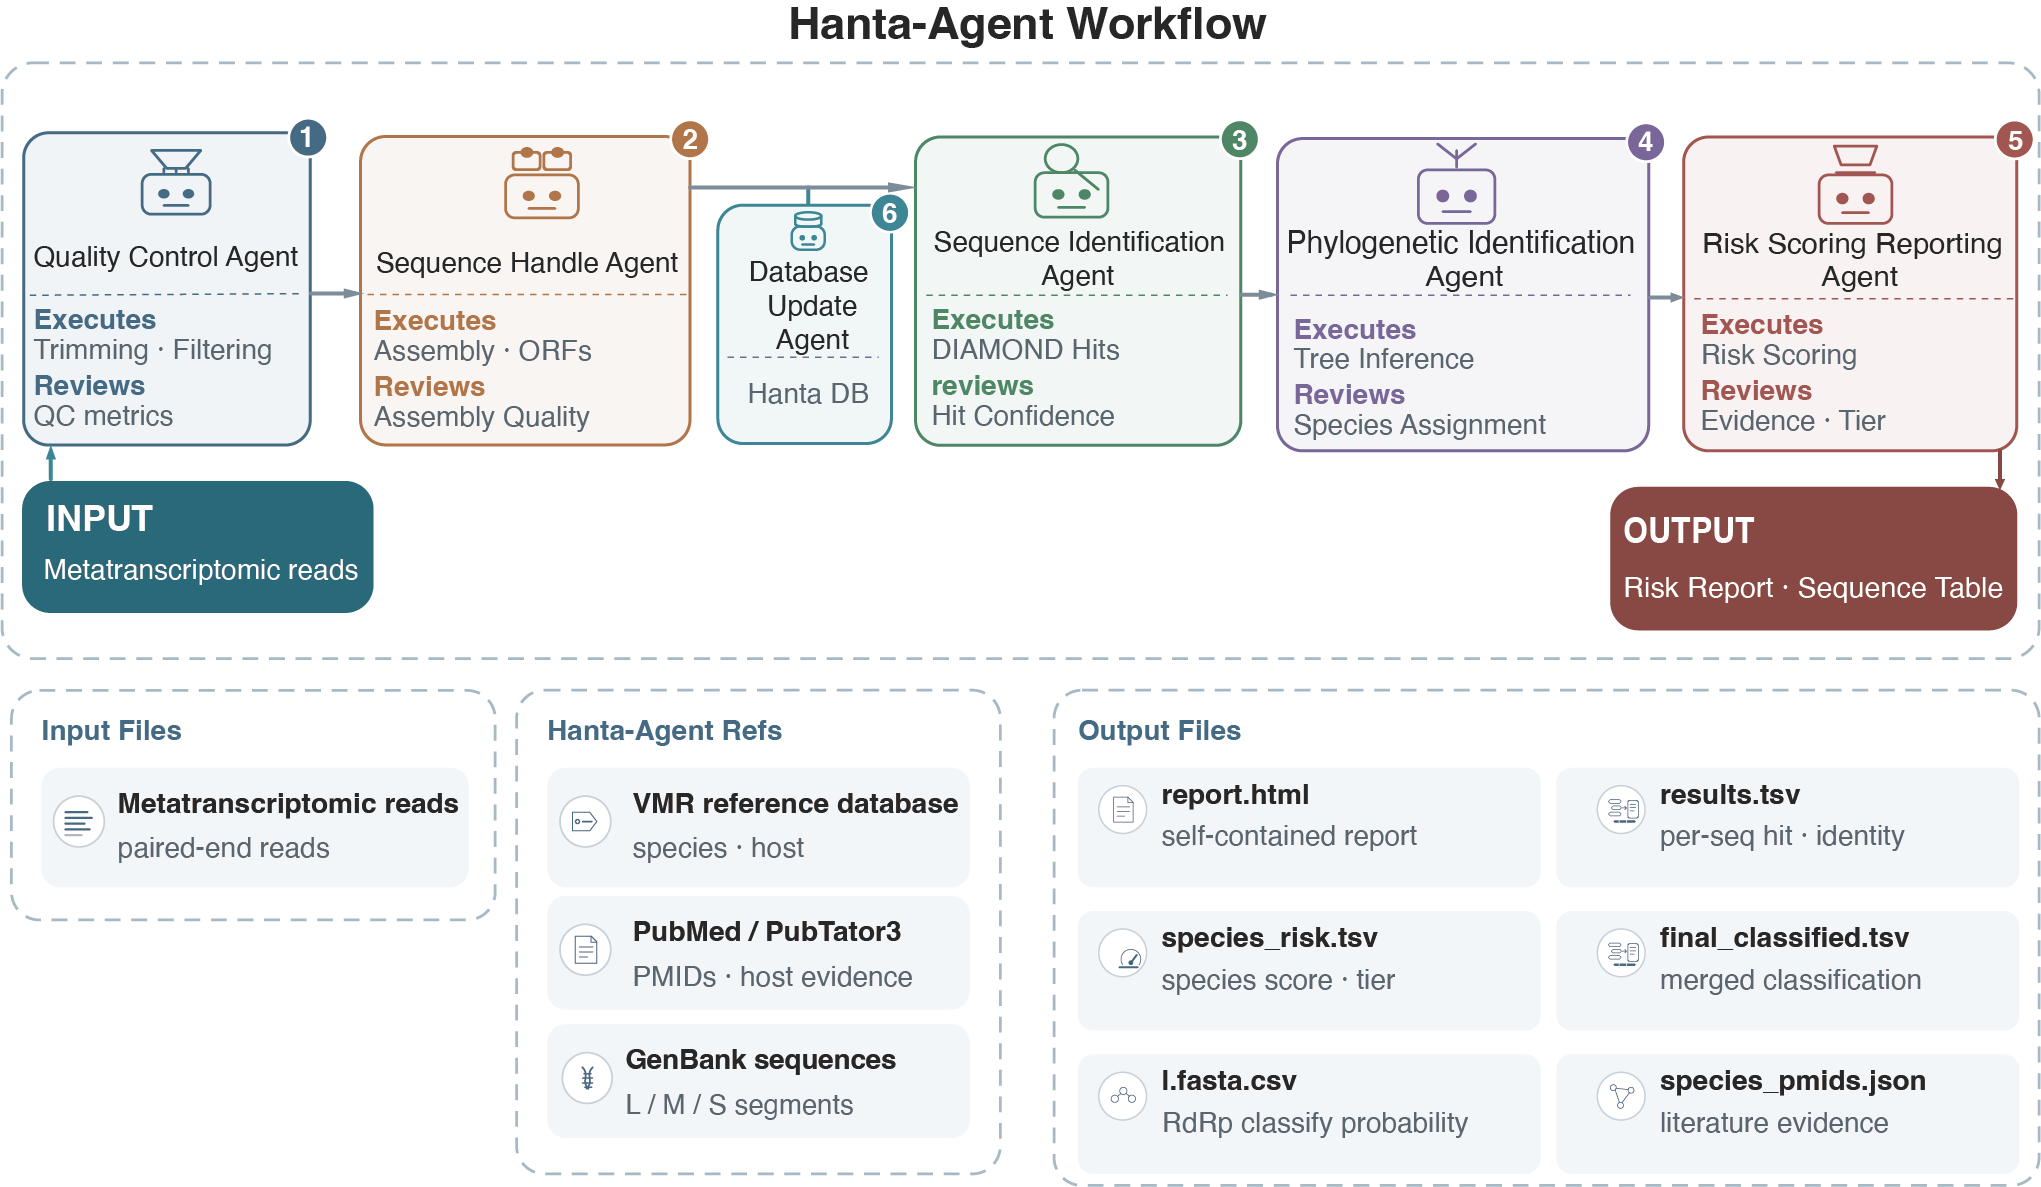 Hanta-Agent Workflow
1
Quality Control Agent
Executes
Trimming · Filtering
Reviews
QC metrics
2
Sequence Handle Agent
Executes
Assembly · ORFs
Reviews
Assembly Quality
6
Database
Update
Agent
Hanta DB
3
Sequence Identification
Agent
Executes
DIAMOND Hits
reviews
Hit Confidence
4
Phylogenetic Identification
Agent
Executes
Tree Inference
Reviews
Species Assignment
5
Risk Scoring Reporting
Agent
Executes
Risk Scoring
Reviews
Evidence · Tier
INPUT
Metatranscriptomic reads
OUTPUT
Risk Report · Sequence Table
Input Files
Metatranscriptomic reads
paired-end reads
Hanta-Agent Refs
VMR reference database
species · host
PubMed / PubTator3
PMIDs · host evidence
GenBank sequences
L / M / S segments
Output Files
report.html
self-contained report
results.tsv
per-seq hit · identity
species_risk.tsv
species score · tier
final_classified.tsv
merged classification
l.fasta.csv
RdRp classify probability
species_pmids.json
literature evidence